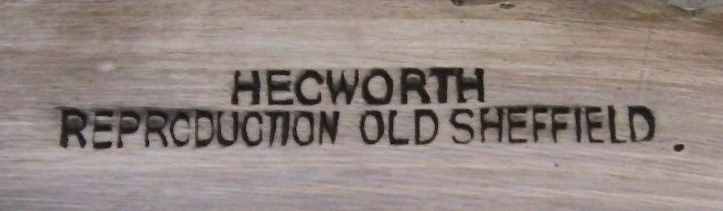 HECWORTH
REPRODUCTION OLD SHEFFIELD.